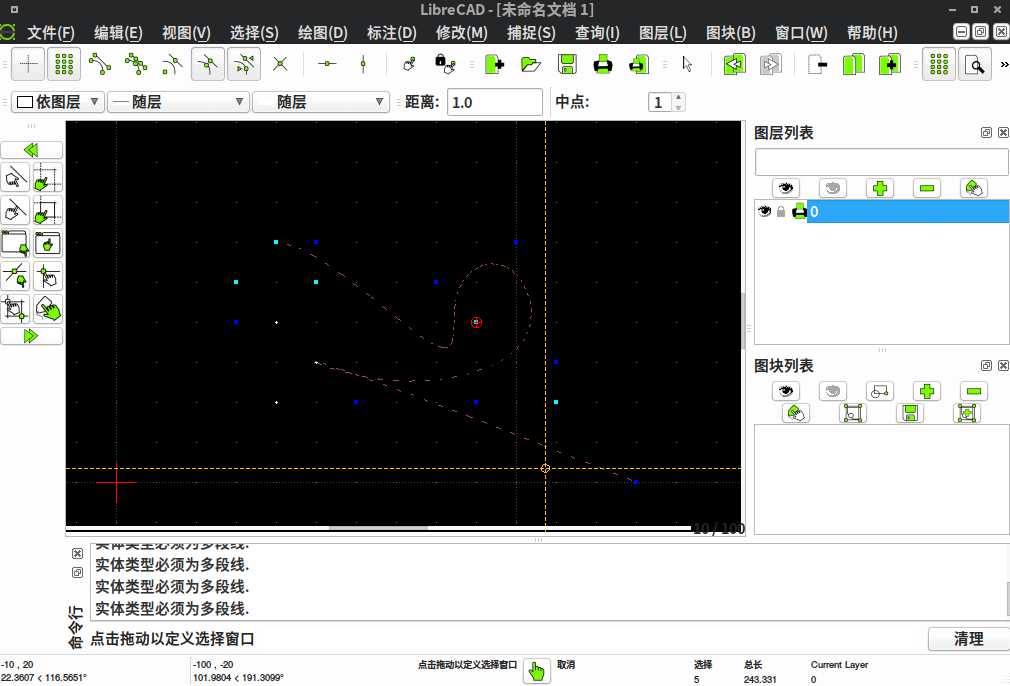 LibreCAD - [未命名文档 1]
文件(F) 编辑(E) 视图(V) 选择(S) 绘图(D) 标注(D) 修改(M) 捕捉(S) 查询(I) 图层(L) 图块(B) 窗口(W) 帮助(H)
»
依图层 随层 随层 距离: 1.0 中点: 1
图层列表
0
图块列表
10 / 100
实体类型必须为多段线.
实体类型必须为多段线.
实体类型必须为多段线.
实体类型必须为多段线.
命令行
点击拖动以定义选择窗口
清理
-10 , 20 -100 , -20 点击拖动以定义选择窗口 取消 选择 总长 Current Layer
22.3607 < 116.5651° 101.9804 < 191.3099° 5 243.331 0